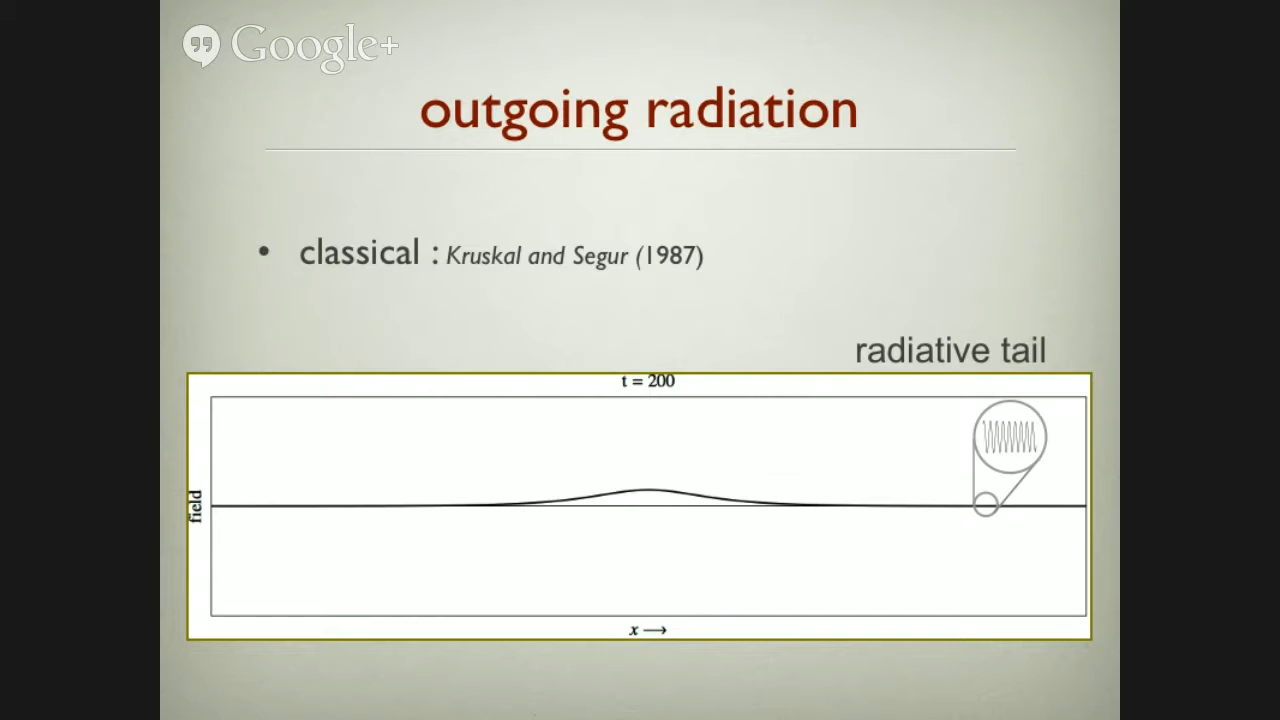 Google+
outgoing radiation
• classical : Kruskal and Segur (1987)
radiative tail
t = 200
field
x ⟶